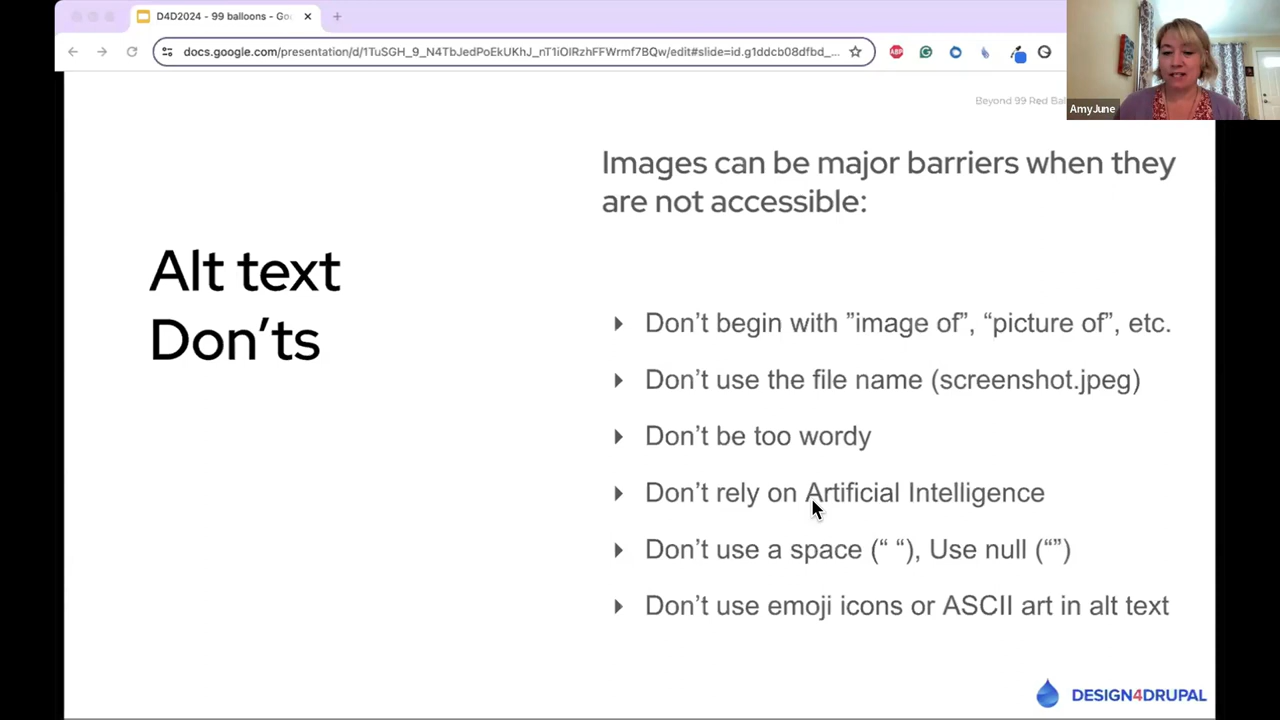 D4D2024 - 99 balloons - Go
docs.google.com/presentation/d/1TuSGH_9_N4TbJedPoEkUKhJ_nT1iOIRzhFFWrmf7BQw/edit#slide=id.g1ddcb08dfbd_...
ABP
AmyJune
Beyond 99 Red Bal
Images can be major barriers when they
are not accessible:
Alt text
Don’ts
Don’t begin with ”image of”, “picture of”, etc.
Don’t use the file name (screenshot.jpeg)
Don’t be too wordy
Don’t rely on Artificial Intelligence
Don’t use a space (“ “), Use null (“”)
Don’t use emoji icons or ASCII art in alt text
DESIGN4DRUPAL